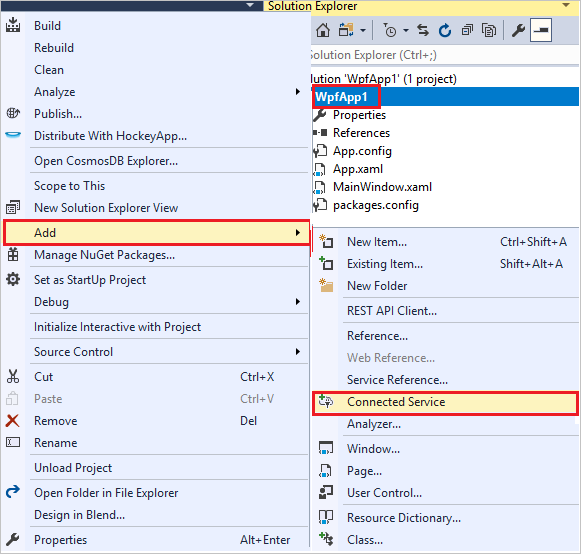 Solution Explorer
Solution Explorer (Ctrl+;)
lution 'WpfApp1' (1 project)
WpfApp1
Properties
References
App.config
App.xaml
MainWindow.xaml
packages.config
Build
Rebuild
Clean
Analyze
Publish...
Distribute With HockeyApp...
Open CosmosDB Explorer...
Scope to This
New Solution Explorer View
Add
Manage NuGet Packages...
Set as StartUp Project
Debug
Initialize Interactive with Project
Source Control
Cut Ctrl+X
Paste Ctrl+V
Remove Del
Rename
Unload Project
Open Folder in File Explorer
Design in Blend...
Properties Alt+Enter
New Item... Ctrl+Shift+A
Existing Item... Shift+Alt+A
New Folder
REST API Client...
Reference...
Web Reference...
Service Reference...
Connected Service
Analyzer...
Window...
Page...
User Control...
Resource Dictionary...
Class...